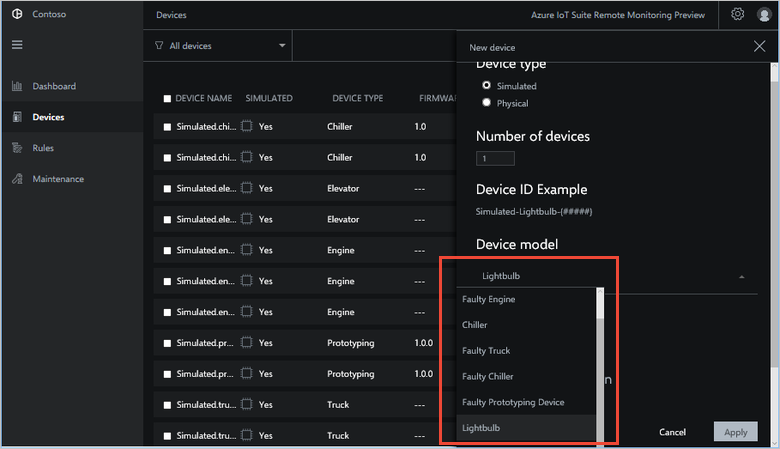 Contoso
Devices
Azure IoT Suite Remote Monitoring Preview
All devices
New device
Device type
Simulated
Physical
Dashboard
Devices
Rules
Maintenance
DEVICE NAME SIMULATED DEVICE TYPE FIRMWA
Simulated.chi... Yes Chiller 1.0
Simulated.chi... Yes Chiller 1.0
Simulated.ele... Yes Elevator ---
Simulated.ele... Yes Elevator ---
Simulated.en... Yes Engine ---
Simulated.en... Yes Engine ---
Simulated.en... Yes Engine ---
Simulated.pr... Yes Prototyping 1.0.0
Simulated.pr... Yes Prototyping 1.0.0
Simulated.tru... Yes Truck ---
Simulated.tru... Yes Truck ---
Number of devices
1
Device ID Example
Simulated-Lightbulb-{#####}
Device model
Lightbulb
Faulty Engine
Chiller
Faulty Truck
Faulty Chiller
n
Faulty Prototyping Device
Lightbulb
Cancel
Apply